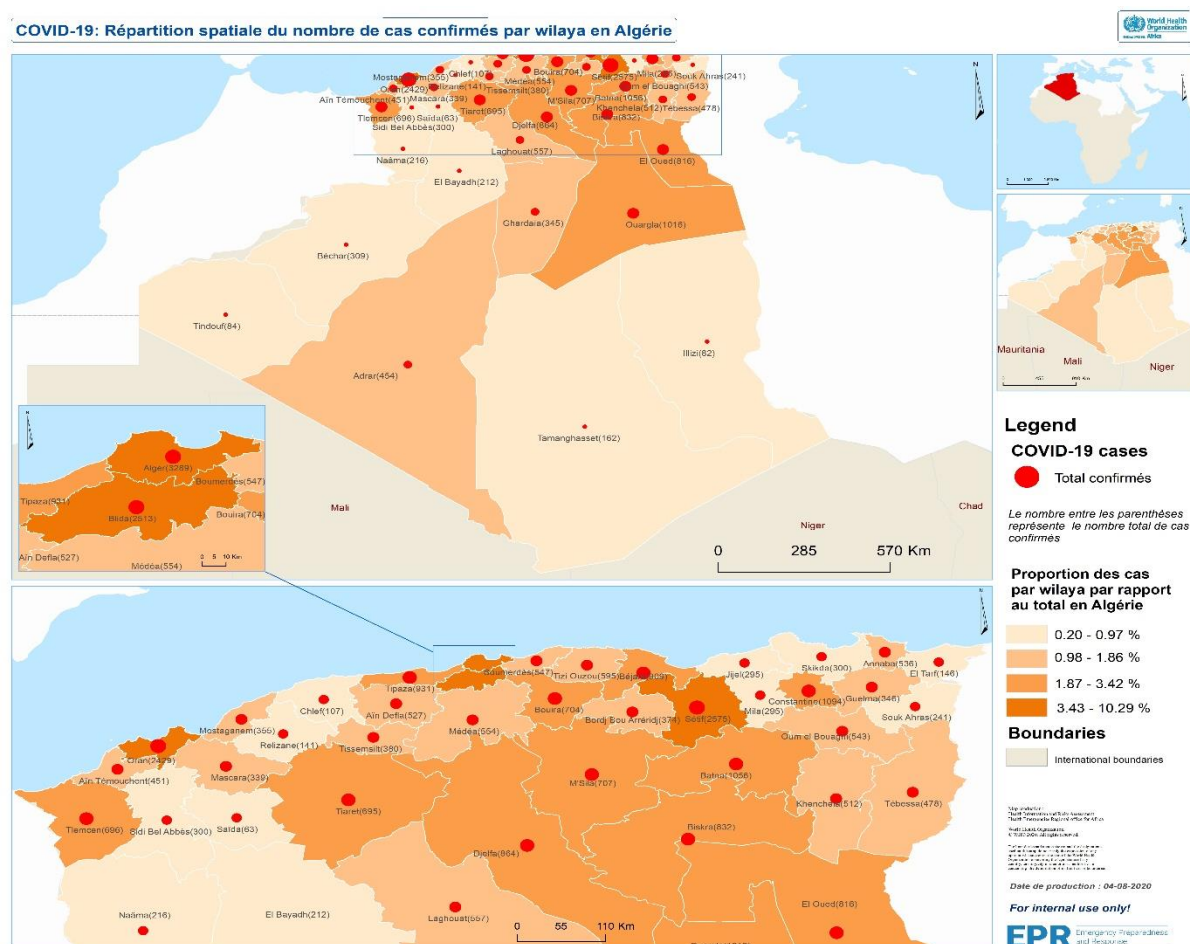 COVID-19: Répartition spatiale du nombre de cas confirmés par wilaya en Algérie
World Health
Organization
Africa
Mostaganem(355)
Chlef(107)
Médéa(554)
Bouira(704)
Sétif(2575)
Souk Ahras(241)
Oran(2429)
Relizane(141)
Tissemsilt(380)
Batna(1056)
Oum el Bouaghi(543)
Aïn Témouchent(451)
Mascara(339)
Tiaret(695)
M'Sila(707)
Khenchela(512)
Tébessa(478)
Tlemcen(696)
Saïda(63)
Biskra(832)
Sidi Bel Abbès(300)
Djelfa(864)
Laghouat(557)
Naâma(216)
El Oued(816)
El Bayadh(212)
Ghardaia(345)
Ouargla(1016)
Béchar(309)
Tindouf(84)
Illizi(82)
Adrar(454)
Tamanghasset(162)
Mali
Niger
Chad
0 285 570 Km
Alger(3289)
Boumerdès(547)
Tipaza(931)
Blida(2513)
Bouira(704)
Aïn Defla(527)
Médéa(554)
0 5 10 Km
Mauritania
Mali
Niger
Legend
COVID-19 cases
Total confirmés
Le nombre entre les parenthèses
représente le nombre total de cas
confirmés
Proportion des cas
par wilaya par rapport
au total en Algérie
0.20 - 0.97 %
0.98 - 1.86 %
1.87 - 3.42 %
3.43 - 10.29 %
Boundaries
International boundaries
Date de production : 04-08-2020
For internal use only!
EPR Emergency Preparedness
and Response
Boumerdès(547)
Tizi Ouzou(595)
Jijel(295)
Skikda(300)
Annaba(536)
El Tarf(146)
Tipaza(931)
Chlef(107)
Aïn Defla(527)
Bouira(704)
Bordj Bou Arréridj(374)
Sétif(2575)
Mila(295)
Constantine(1094)
Guelma(346)
Souk Ahras(241)
Mostaganem(355)
Relizane(141)
Tissemsilt(380)
Médéa(554)
Oum el Bouaghi(543)
Oran(2429)
Aïn Témouchent(451)
Mascara(339)
M'Sila(707)
Batna(1056)
Tiaret(695)
Khenchela(512)
Tébessa(478)
Tlemcen(696)
Sidi Bel Abbès(300)
Saïda(63)
Biskra(832)
Djelfa(864)
Naâma(216)
El Bayadh(212)
Laghouat(557)
El Oued(816)
0 55 110 Km